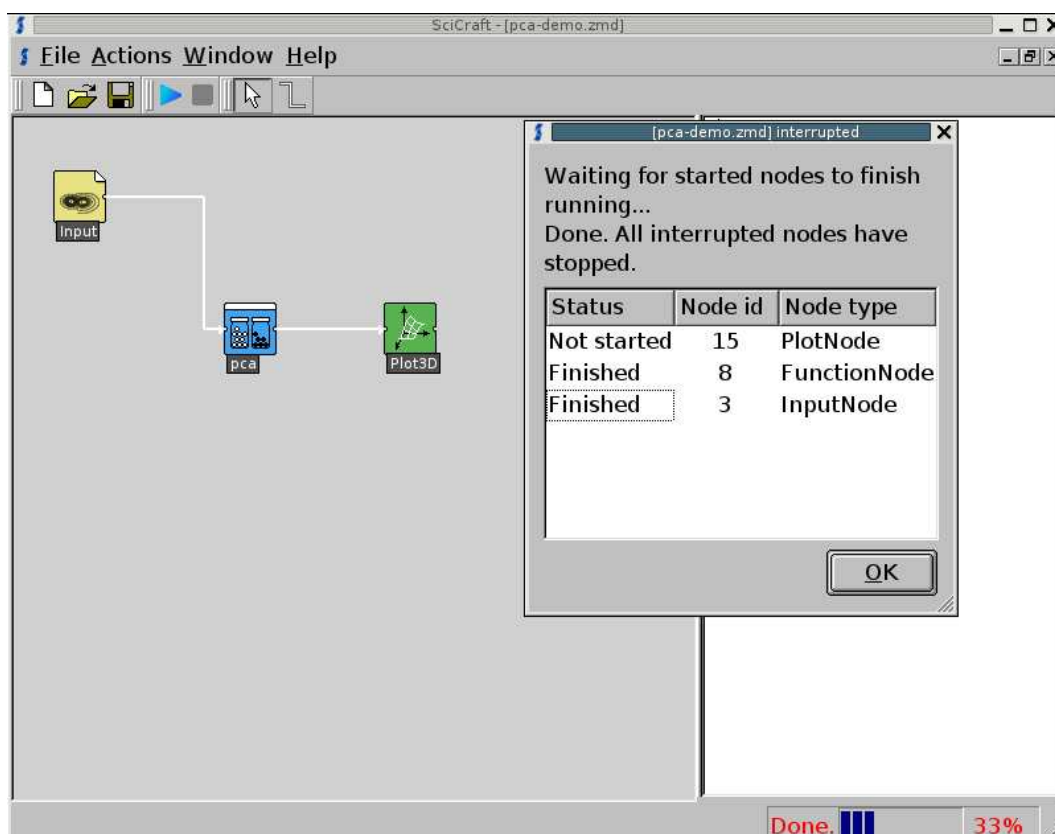 SciCraft - [pca-demo.zmd]
File Actions Window Help
[pca-demo.zmd] interrupted
Waiting for started nodes to finish
running...
Done. All interrupted nodes have
stopped.
Status Node id Node type
Not started 15 PlotNode
Finished 8 FunctionNode
Finished 3 InputNode
OK
Input
pca
Plot3D
Done. 33%